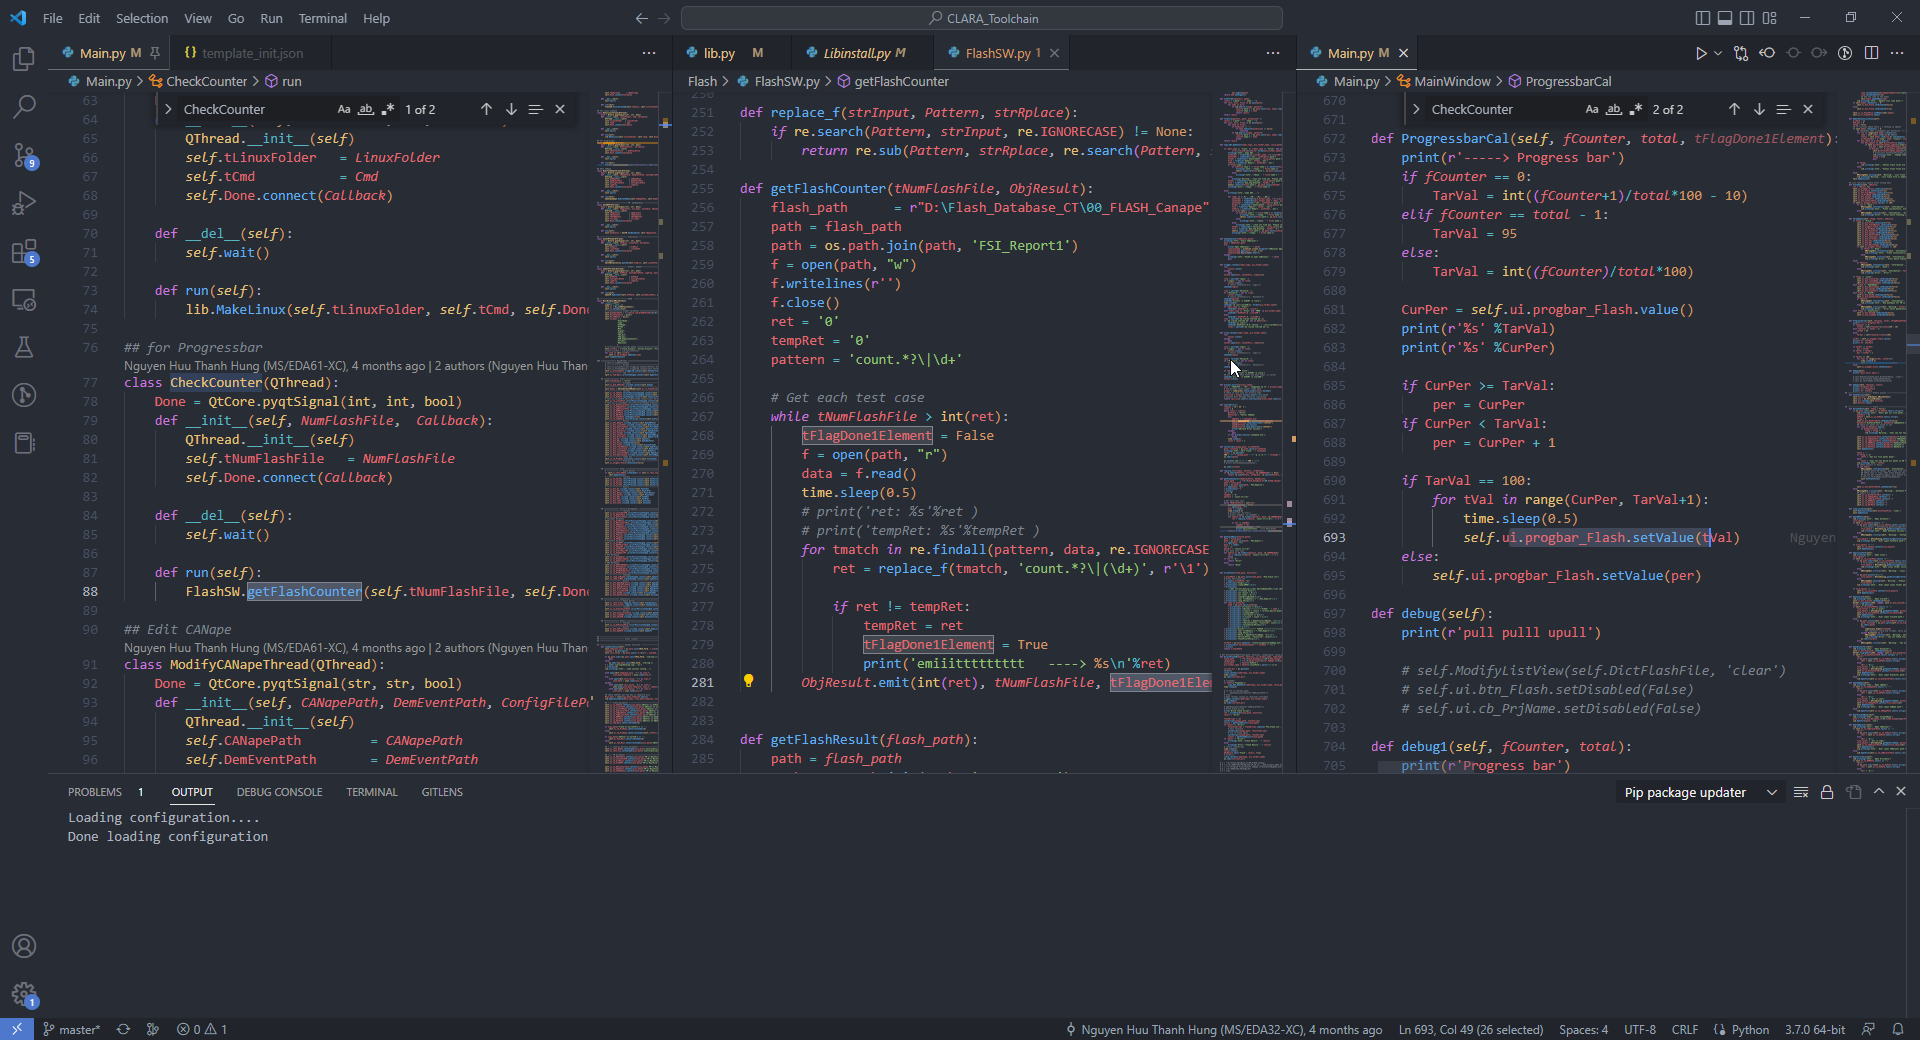 File Edit Selection View Go Run Terminal Help
CLARA_Toolchain
Main.py M
template_init.json
Main.py > CheckCounter > run
CheckCounter
Aa ab 1 of 2
63
64
65 QThread.__init__(self)
66 self.tLinuxFolder = LinuxFolder
67 self.tCmd = Cmd
68 self.Done.connect(Callback)
69
70 def __del__(self):
71 self.wait()
72
73 def run(self):
74 lib.MakeLinux(self.tLinuxFolder, self.tCmd, self.Don
75
76 ## for Progressbar
Nguyen Huu Thanh Hung (MS/EDA61-XC), 4 months ago | 2 authors (Nguyen Huu Than
77 class CheckCounter(QThread):
78 Done = QtCore.pyqtSignal(int, int, bool)
79 def __init__(self, NumFlashFile, Callback):
80 QThread.__init__(self)
81 self.tNumFlashFile = NumFlashFile
82 self.Done.connect(Callback)
83
84 def __del__(self):
85 self.wait()
86
87 def run(self):
88 FlashSW.getFlashCounter(self.tNumFlashFile, self.Don
89
90 ## Edit CANape
Nguyen Huu Thanh Hung (MS/EDA61-XC), 4 months ago | 2 authors (Nguyen Huu Than
91 class ModifyCANapeThread(QThread):
92 Done = QtCore.pyqtSignal(str, str, bool)
93 def __init__(self, CANapePath, DemEventPath, ConfigFileP
94 QThread.__init__(self)
95 self.CANapePath = CANapePath
96 self.DemEventPath = DemEventPath
lib.py M
Libinstall.py M
FlashSW.py 1
Flash > FlashSW.py > getFlashCounter
250
251 def replace_f(strInput, Pattern, strRplace):
252 if re.search(Pattern, strInput, re.IGNORECASE) != None:
253 return re.sub(Pattern, strRplace, re.search(Pattern,
254
255 def getFlashCounter(tNumFlashFile, ObjResult):
256 flash_path = r"D:\Flash_Database_CT\00_FLASH_Canape"
257 path = flash_path
258 path = os.path.join(path, 'FSI_Report1')
259 f = open(path, "w")
260 f.writelines(r'')
261 f.close()
262 ret = '0'
263 tempRet = '0'
264 pattern = 'count.*?\|\d+'
265
266 # Get each test case
267 while tNumFlashFile > int(ret):
268 tFlagDone1Element = False
269 f = open(path, "r")
270 data = f.read()
271 time.sleep(0.5)
272 # print('ret: %s'%ret )
273 # print('tempRet: %s'%tempRet )
274 for tmatch in re.findall(pattern, data, re.IGNORECASE
275 ret = replace_f(tmatch, 'count.*?\|(\d+)', r'\1')
276
277 if ret != tempRet:
278 tempRet = ret
279 tFlagDone1Element = True
280 print('emiiitttttttttt ----> %s\n'%ret)
281 ObjResult.emit(int(ret), tNumFlashFile, tFlagDone1Ele
282
283
284 def getFlashResult(flash_path):
285 path = flash_path
Main.py M
Main.py > MainWindow > ProgressbarCal
CheckCounter
Aa ab 2 of 2
670
671
672 def ProgressbarCal(self, fCounter, total, tFlagDone1Element):
673 print(r'-----> Progress bar')
674 if fCounter == 0:
675 TarVal = int((fCounter+1)/total*100 - 10)
676 elif fCounter == total - 1:
677 TarVal = 95
678 else:
679 TarVal = int((fCounter)/total*100)
680
681 CurPer = self.ui.progbar_Flash.value()
682 print(r'%s' %TarVal)
683 print(r'%s' %CurPer)
684
685 if CurPer >= TarVal:
686 per = CurPer
687 if CurPer < TarVal:
688 per = CurPer + 1
689
690 if TarVal == 100:
691 for tVal in range(CurPer, TarVal+1):
692 time.sleep(0.5)
693 self.ui.progbar_Flash.setValue(tVal) Nguyen
694 else:
695 self.ui.progbar_Flash.setValue(per)
696
697 def debug(self):
698 print(r'pull pulll upull')
699
700 # self.ModifyListView(self.DictFlashFile, 'clear')
701 # self.ui.btn_Flash.setDisabled(False)
702 # self.ui.cb_PrjName.setDisabled(False)
703
704 def debug1(self, fCounter, total):
705 print(r'Progress bar')
9
5
1
PROBLEMS 1 OUTPUT DEBUG CONSOLE TERMINAL GITLENS
Pip package updater
Loading configuration....
Done loading configuration
master* 0 1
Nguyen Huu Thanh Hung (MS/EDA32-XC), 4 months ago Ln 693, Col 49 (26 selected) Spaces: 4 UTF-8 CRLF Python 3.7.0 64-bit